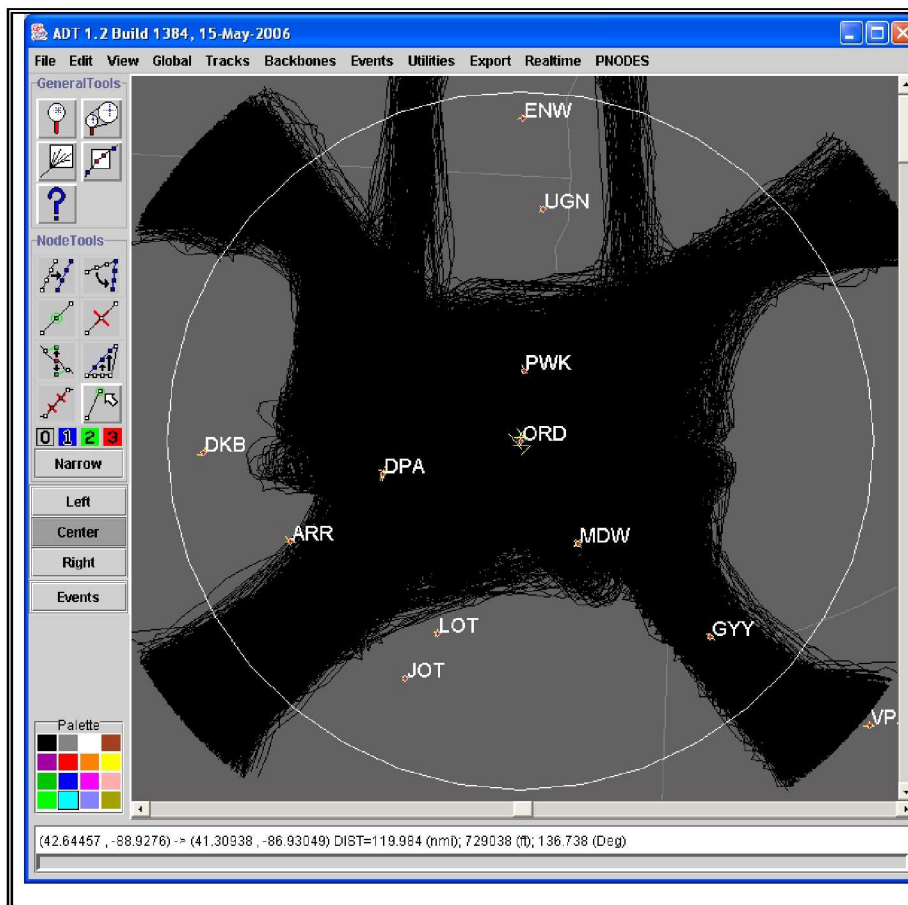 ADT 1.2 Build 1384, 15-May-2006
File Edit View Global Tracks Backbones Events Utilities Export Realtime PNODES
GeneralTools
?
NodeTools
0 1 2 3
Narrow
Left
Center
Right
Events
Palette
ENW
UGN
PWK
ORD
DKB
DPA
ARR
MDW
LOT
GYY
JOT
VP
(42.64457 , -88.9276) -> (41.30938 , -86.93049) DIST=119.984 (nmi); 729038 (ft); 136.738 (Deg)